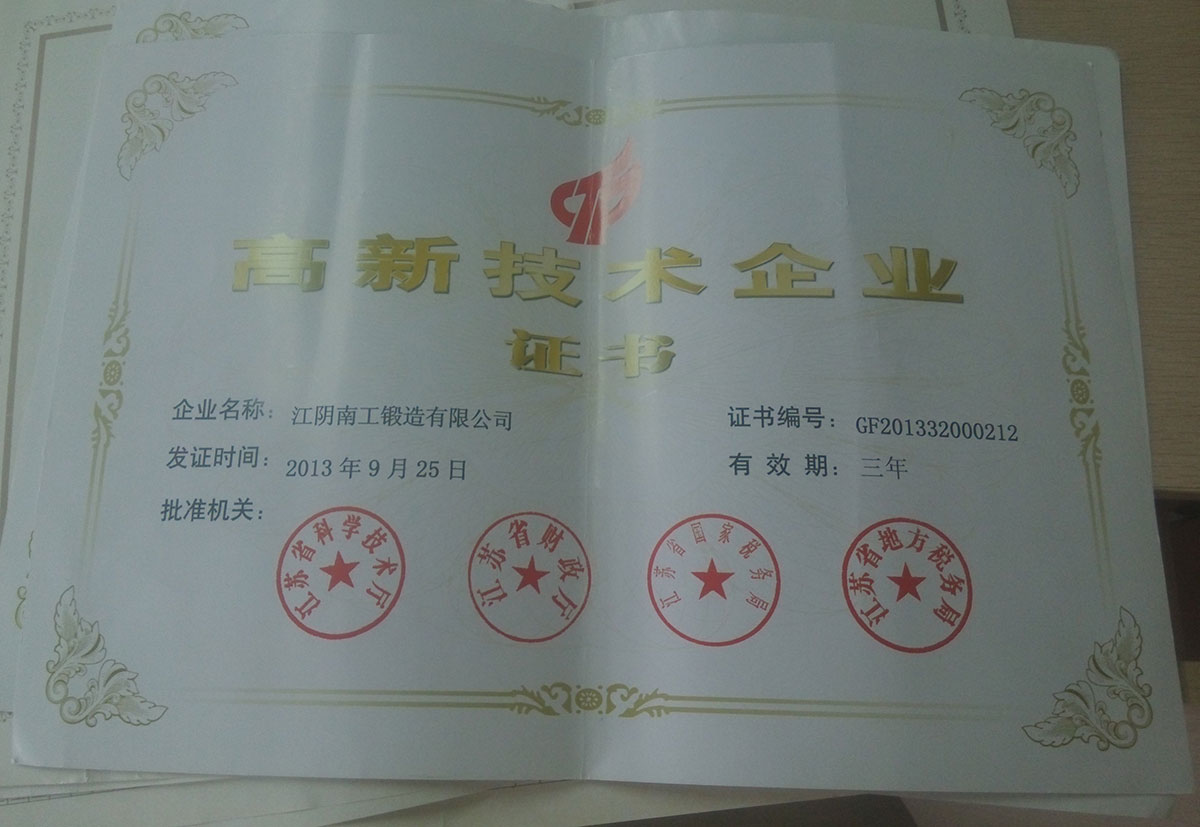 高新技术企业
证书
企业名称：江阴南工锻造有限公司
证书编号：GF201332000212
发证时间：2013年9月25日
有效期：三年
批准机关：
江苏省科学技术厅
江苏省财政厅
江苏省国家税务局
江苏省地方税务局